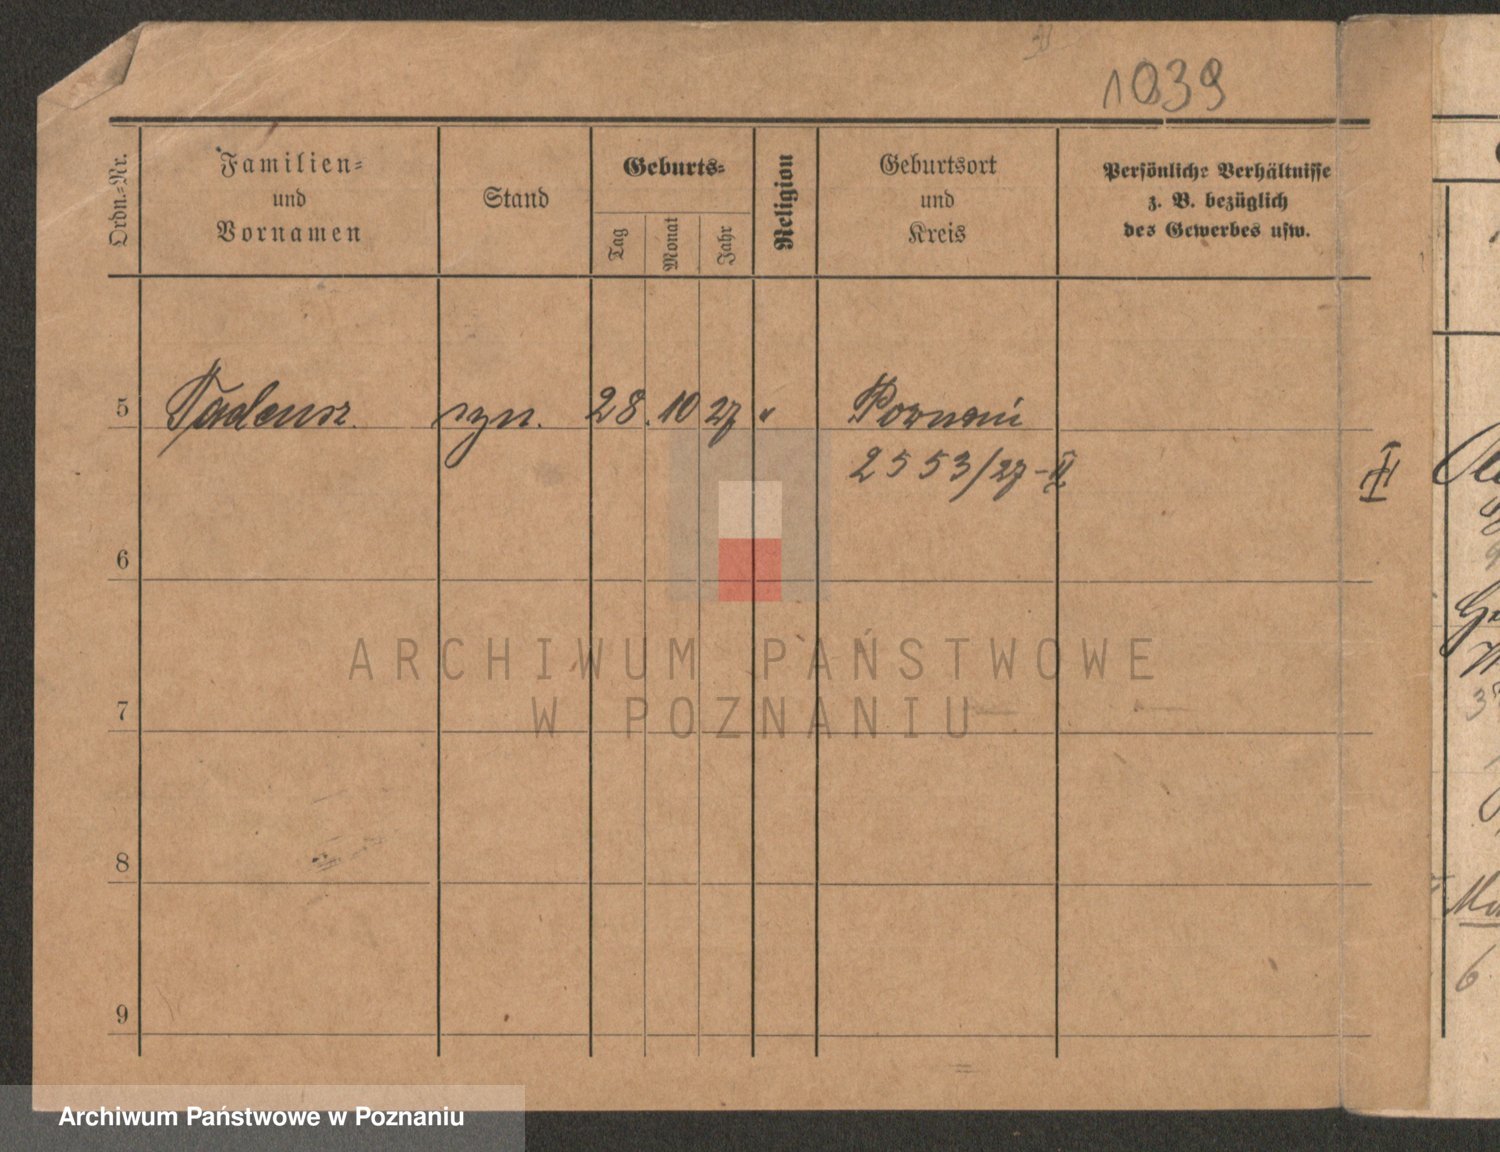 1039
Ordn.=Nr.
Familien=
und
Vornamen
Stand
Geburts=
Tag
Monat
Jahr
Religion
Geburtsort
und
Kreis
Persönliche Verhältnisse
z. B. bezüglich
des Gewerbes usw.
5 Tadeusz syn. 28. 10 27 " Poznań
2553/27-II
II
6
7
8
9
ARCHIWUM PAŃSTWOWE
W POZNANIU
Archiwum Państwowe w Poznaniu